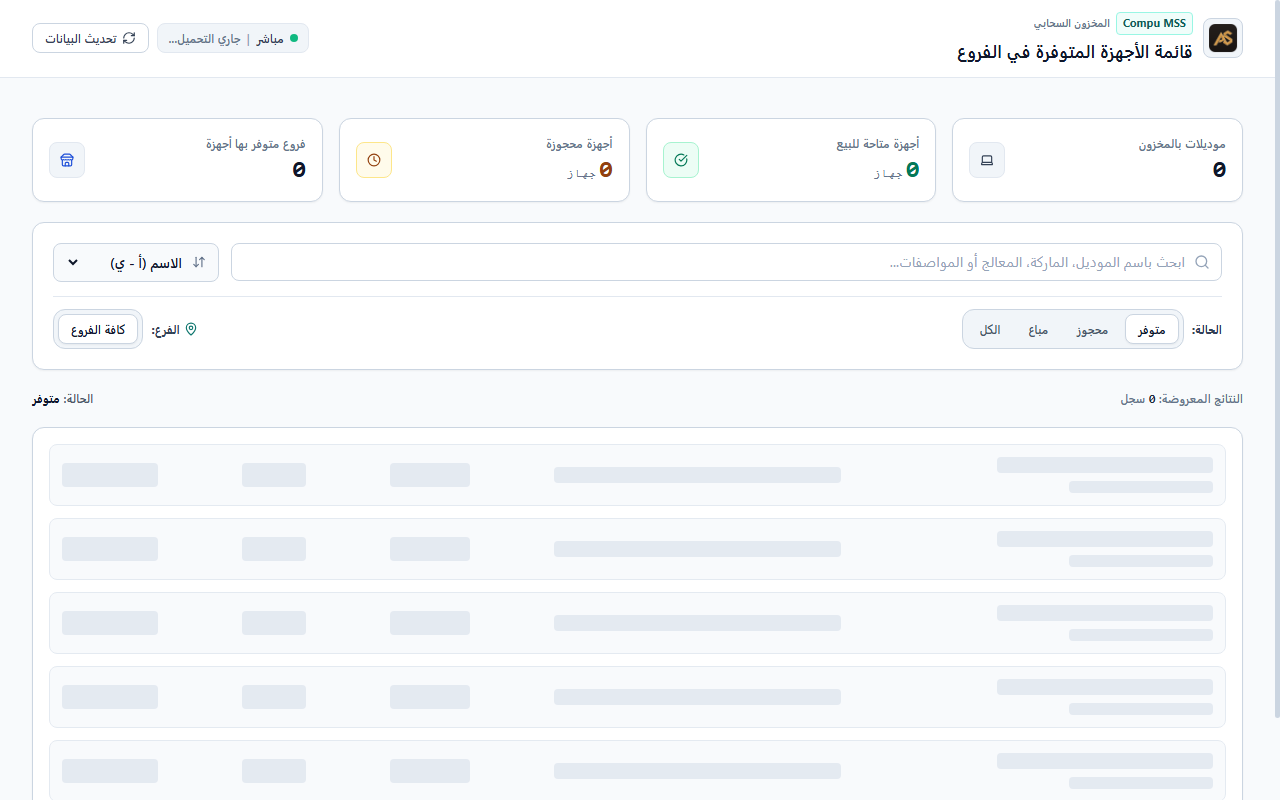 Compu MSS المخزون السحابي
قائمة الأجهزة المتوفرة في الفروع
مباشر | جاري التحميل...
تحديث البيانات
موديلات بالمخزون
0
أجهزة متاحة للبيع
0 جهاز
أجهزة محجوزة
0 جهاز
فروع متوفر بها أجهزة
0
ابحث باسم الموديل، الماركة، المعالج أو المواصفات...
الاسم (أ - ي)
الحالة: متوفر محجوز مباع الكل
الفرع: كافة الفروع
النتائج المعروضة: 0 سجل
الحالة: متوفر